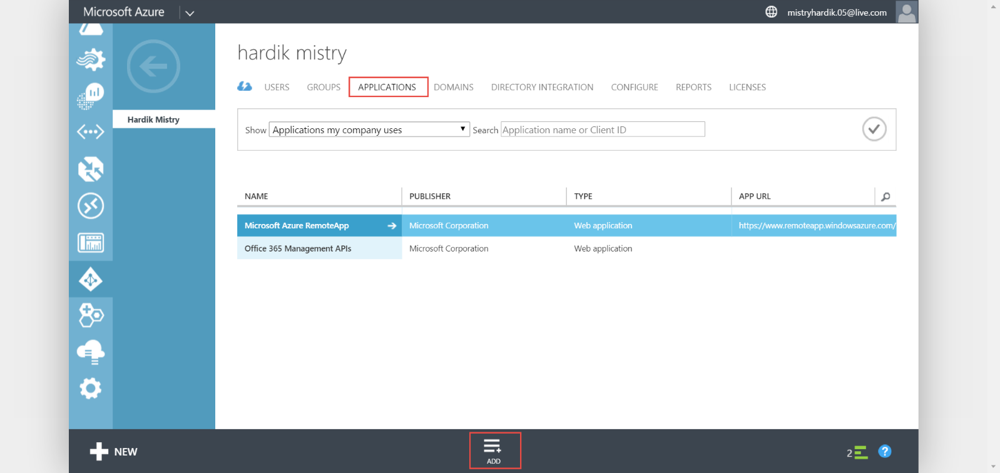 Microsoft Azure
mistryhardik.05@live.com
hardik mistry
USERS GROUPS APPLICATIONS DOMAINS DIRECTORY INTEGRATION CONFIGURE REPORTS LICENSES
Hardik Mistry
Show Applications my company uses Search Application name or Client ID
NAME PUBLISHER TYPE APP URL
Microsoft Azure RemoteApp Microsoft Corporation Web application https://www.remoteapp.windowsazure.com/
Office 365 Management APIs Microsoft Corporation Web application
NEW
ADD
2
?